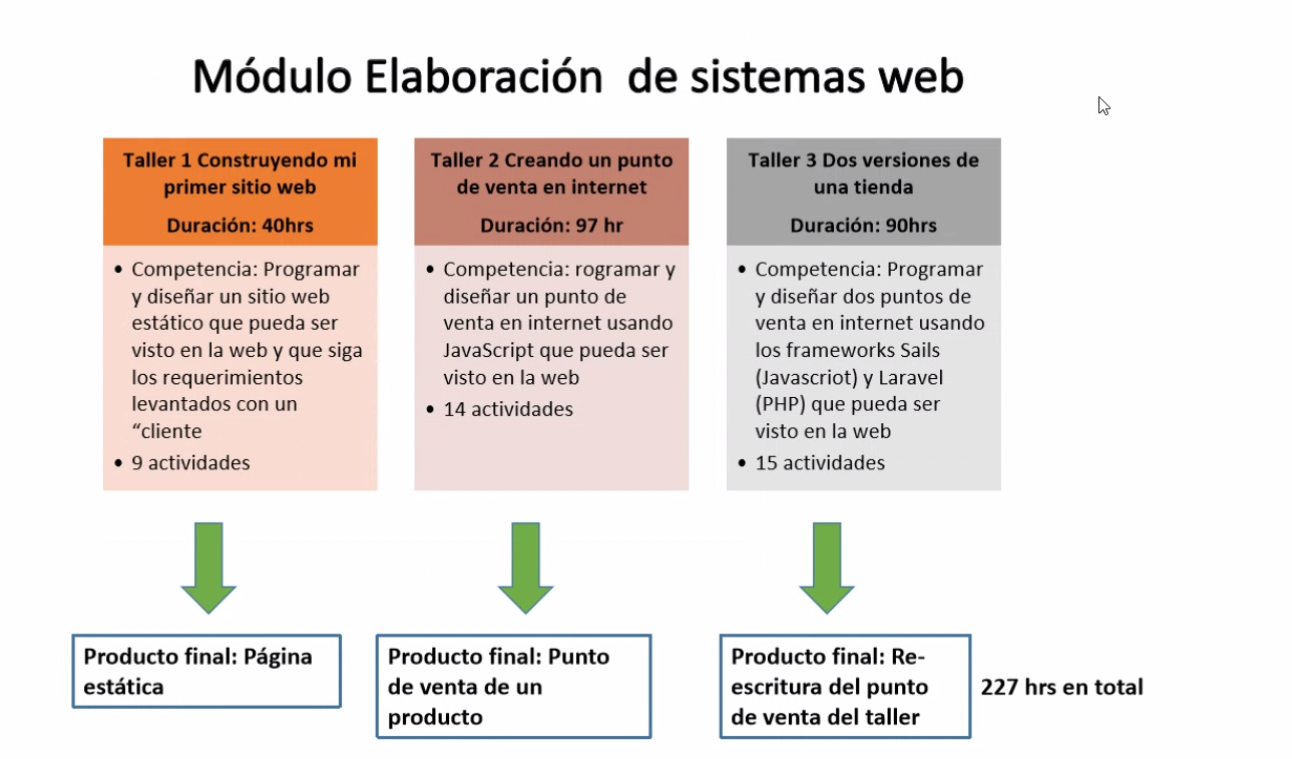 Módulo Elaboración de sistemas web
Taller 1 Construyendo mi
primer sitio web
Duración: 40hrs
• Competencia: Programar
y diseñar un sitio web
estático que pueda ser
visto en la web y que siga
los requerimientos
levantados con un
“cliente
• 9 actividades
Taller 2 Creando un punto
de venta en internet
Duración: 97 hr
• Competencia: rogramar y
diseñar un punto de
venta en internet usando
JavaScript que pueda ser
visto en la web
• 14 actividades
Taller 3 Dos versiones de
una tienda
Duración: 90hrs
• Competencia: Programar
y diseñar dos puntos de
venta en internet usando
los frameworks Sails
(Javascriot) y Laravel
(PHP) que pueda ser
visto en la web
• 15 actividades
Producto final: Página
estática
Producto final: Punto
de venta de un
producto
Producto final: Re-
escritura del punto
de venta del taller
227 hrs en total